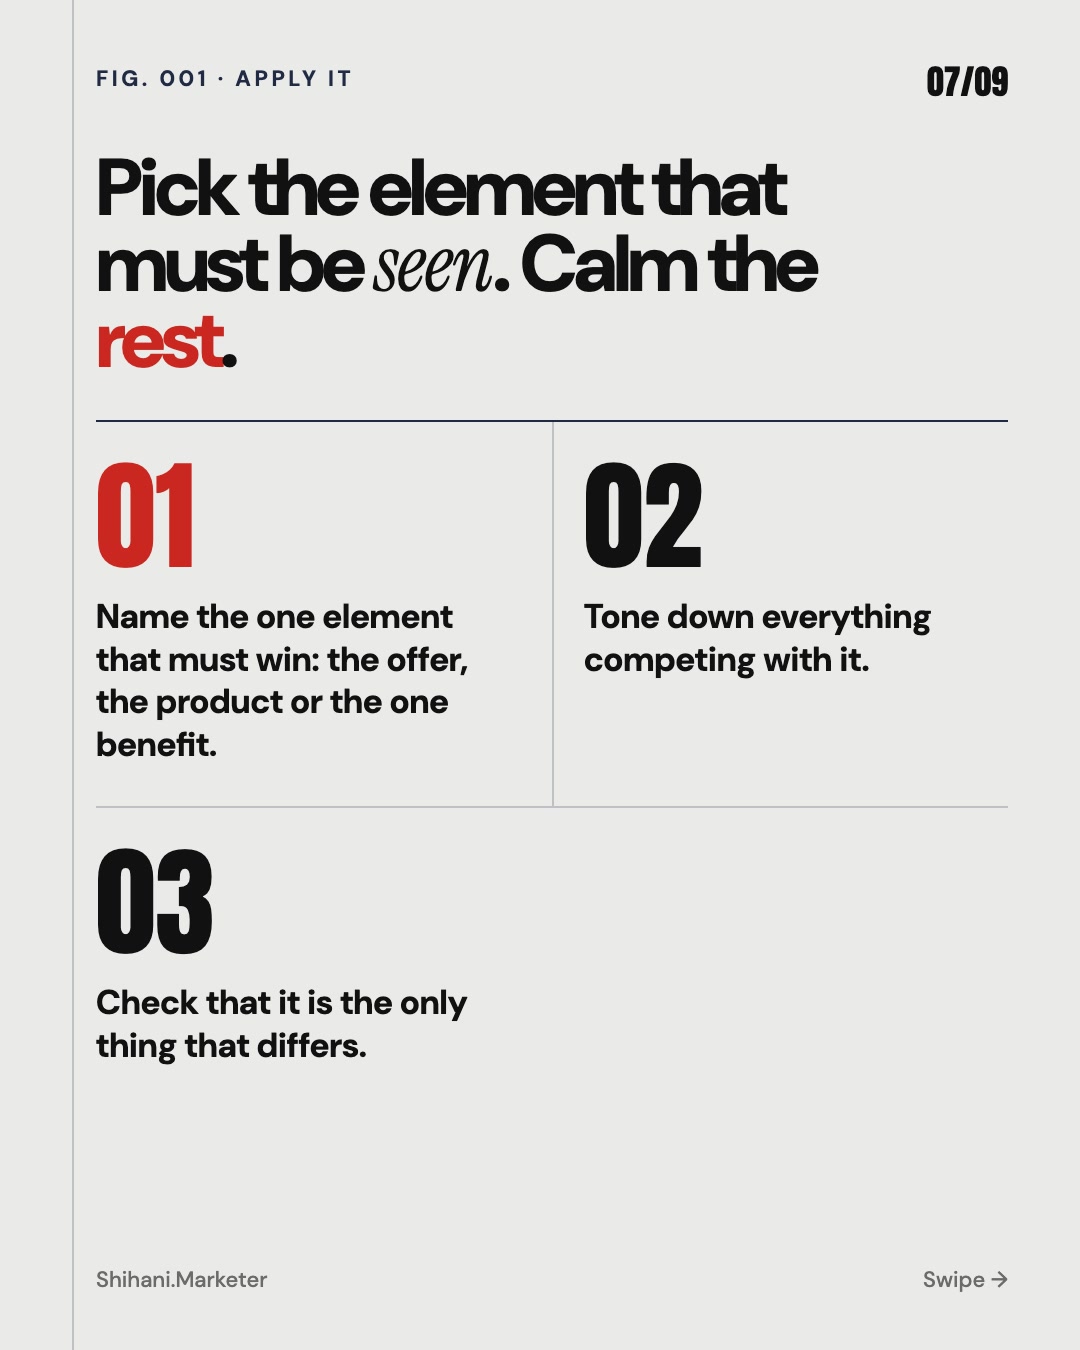 FIG. 001 · APPLY IT
07/09
Pick the element that
must be seen. Calm the
rest.
01
Name the one element
that must win: the offer,
the product or the one
benefit.
02
Tone down everything
competing with it.
03
Check that it is the only
thing that differs.
Shihani.Marketer
Swipe →